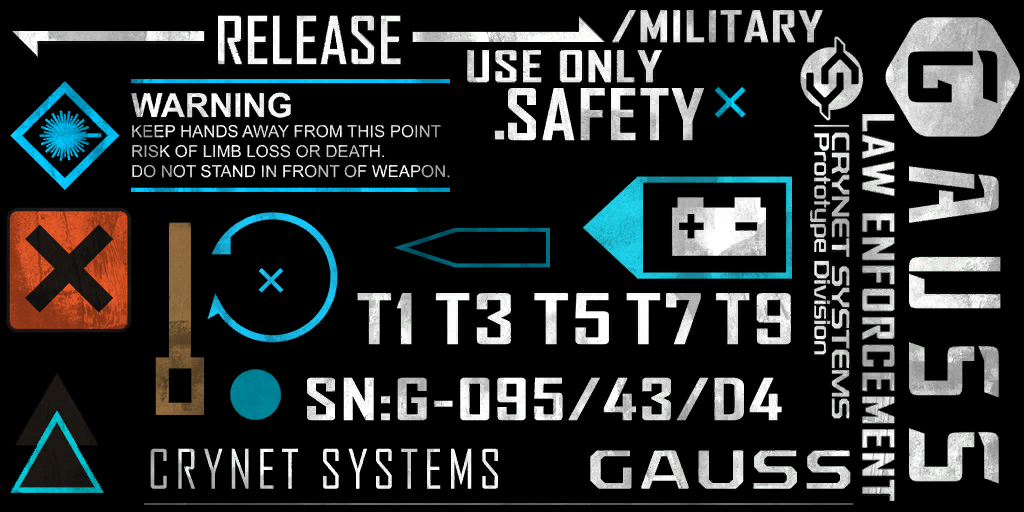 RELEASE
/MILITARY
USE ONLY
.SAFETY
WARNING
KEEP HANDS AWAY FROM THIS POINT
RISK OF LIMB LOSS OR DEATH.
DO NOT STAND IN FRONT OF WEAPON.
T1 T3 T5 T7 T9
SN:G-095/43/D4
CRYNET SYSTEMS
GAUSS
|CRYNET SYSTEMS
|Prototype Division
LAW ENFORCEMENT
GAUSS